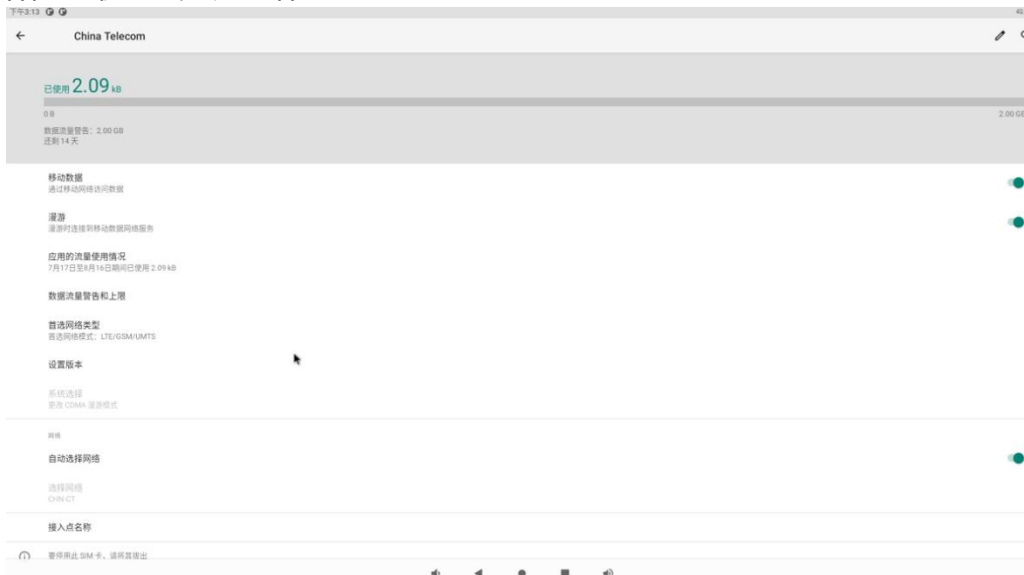 下午3:13
China Telecom
已使用 2.09 kB
0 B
2.00 GB
数据流量警告：2.00 GB
还剩 14 天
移动数据
通过移动网络访问数据
漫游
漫游时连接到移动数据网络服务
应用的流量使用情况
7月17日至8月16日期间已使用 2.09 kB
数据流量警告和上限
首选网络类型
首选网络模式：LTE/GSM/UMTS
设置版本
系统选择
更改 CDMA 漫游模式
网络
自动选择网络
选择网络
CHN-CT
接入点名称
要停用此 SIM 卡，请将其拔出